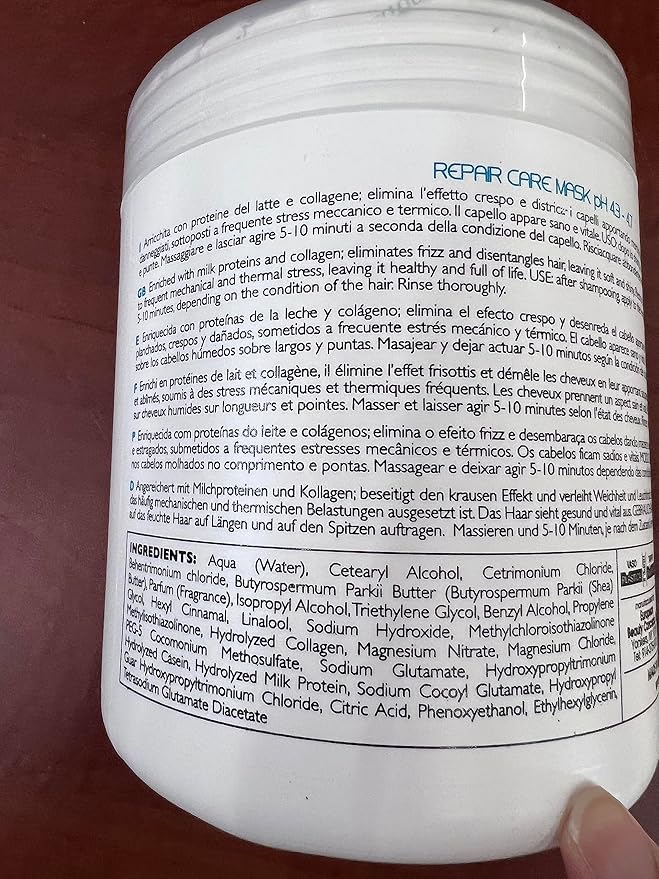 REPAIR CARE MASK pH 4.3 - 4.7
I Arricchita con proteine del latte e collagene; elimina l'effetto crespo e districa i capelli apportando
danneggiati, sottoposti a frequente stress meccanico e termico. Il capello appare sano e vitale. USO: dopo
e punte. Massaggiare e lasciar agire 5-10 minuti a seconda della condizione del capello. Risciacquare
GB Enriched with milk proteins and collagen; eliminates frizz and disentangles hair, leaving it soft and
to frequent mechanical and thermal stress, leaving it healthy and full of life. USE: after shampooing, apply to
5-10 minutes, depending on the condition of the hair. Rinse thoroughly.
E Enriquecida con proteínas de la leche y colágeno; elimina el efecto crespo y desenreda el cabello
planchados, crespos y dañados, sometidos a frecuente estrés mecánico y térmico. El cabello aparece sano y
sobre los cabellos húmedos sobre largos y puntas. Masajear y dejar actuar 5-10 minutos según la condición
F Enrichi en protéines de lait et collagène, il élimine l'effet frisottis et démêle les cheveux en leur apportant
et abîmés, soumis à des stress mécaniques et thermiques fréquents. Les cheveux prennent un aspect sain et
sur cheveux humides sur longueurs et pointes. Masser et laisser agir 5-10 minutes selon l'état des cheveux.
P Enriquecida com proteínas do leite e colágenos; elimina o efeito frizz e desembaraça os cabelos dando
e estragados, submetidos a frequentes estresses mecânicos e térmicos. Os cabelos ficam sadios e vitais.
nos cabelos molhados no comprimento e pontas. Massagear e deixar agir 5-10 minutos dependendo das
D Angereichert mit Milchproteinen und Kollagen; beseitigt den krausen Effekt und verleiht Weichheit und
das häufig mechanischen und thermischen Belastungen ausgesetzt ist. Das Haar sieht gesund und vital aus.
auf das feuchte Haar auf Längen und auf den Spitzen auftragen. Massieren und 5-10 Minuten, je nach dem
INGREDIENTS: Aqua (Water), Cetearyl Alcohol, Cetrimonium Chloride,
Behentrimonium chloride, Butyrospermum Parkii Butter (Butyrospermum Parkii (Shea)
Butter), Parfum (Fragrance), Isopropyl Alcohol, Triethylene Glycol, Benzyl Alcohol, Propylene
Glycol, Hexyl Cinnamal, Linalool, Sodium Hydroxide, Methylchloroisothiazolinone
Methylisothiazolinone, Hydrolyzed Collagen, Magnesium Nitrate, Magnesium Chloride,
PEG-5 Cocomonium Methosulfate, Sodium Glutamate, Hydroxypropyltrimonium
Hydrolyzed Casein, Hydrolyzed Milk Protein, Sodium Cocoyl Glutamate, Hydroxypropyl
Guar Hydroxypropyltrimonium Chloride, Citric Acid, Phenoxyethanol, Ethylhexylglycerin,
Tetrasodium Glutamate Diacetate
VASO